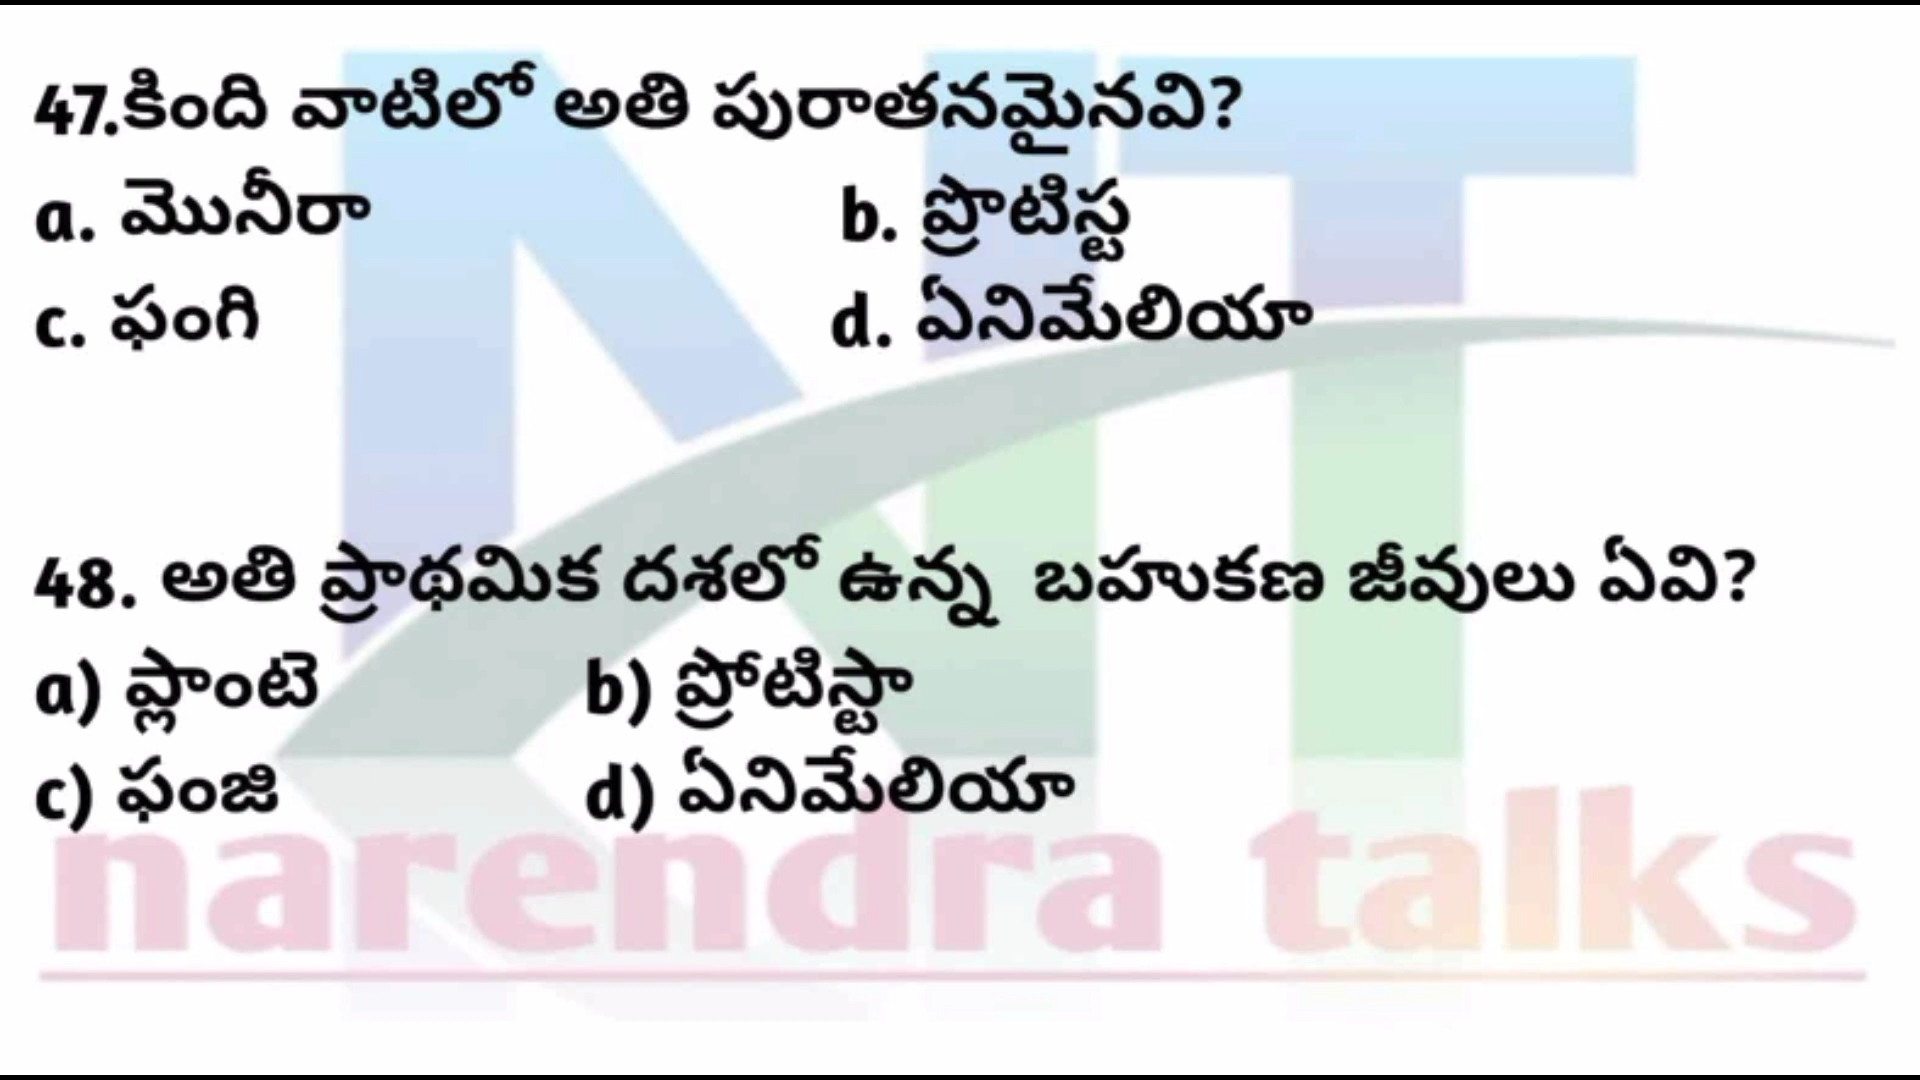 47.కింది వాటిలో అతి పురాతనమైనవి?
a. మొనీరా b. ప్రొటిస్ట
c. ఫంగి d. ఏనిమేలియా
48. అతి ప్రాథమిక దశలో ఉన్న బహుకణ జీవులు ఏవి?
a) ప్లాంటె b) ప్రోటిస్టా
c) ఫంజి d) ఏనిమేలియా
narendra talks